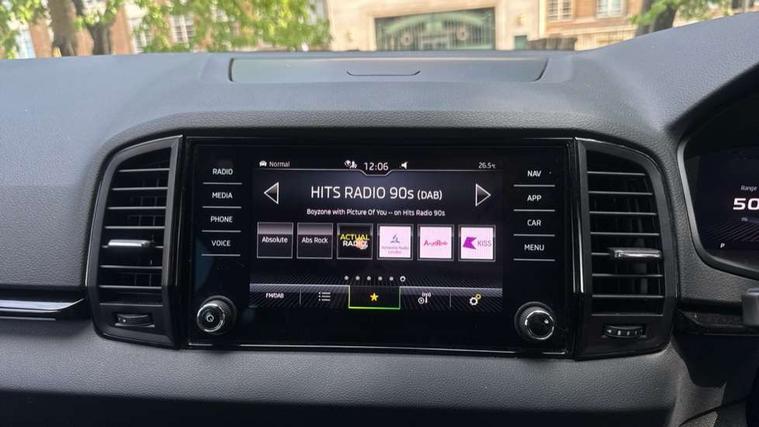 RADIO
MEDIA
PHONE
VOICE
Normal
12:06
26.5°C
HITS RADIO 90s (DAB)
Boyzone with Picture Of You -- on Hits Radio 90s
Absolute
Abs Rock
ACTUAL
RADIO
KISS
FM/DAB
NAV
APP
CAR
MENU
Range
50
P